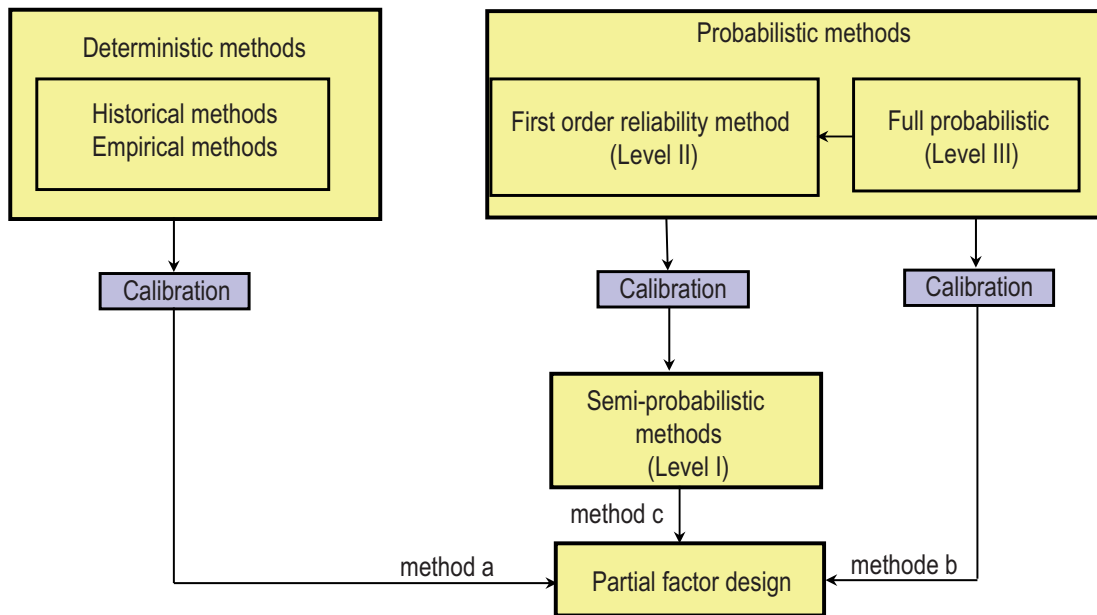 Deterministic methods
Historical methods
Empirical methods
Probabilistic methods
First order reliability method
(Level II)
Full probabilistic
(Level III)
Calibration
Calibration
Calibration
Semi-probabilistic
methods
(Level I)
method c
method a
Partial factor design
methode b